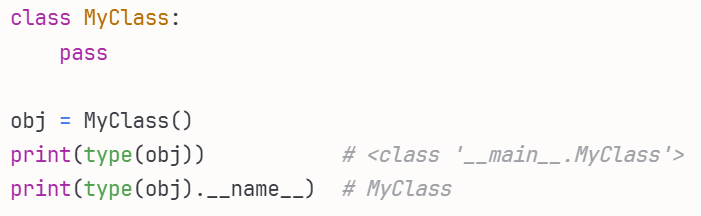 class MyClass:
    pass

obj = MyClass()
print(type(obj))           # <class '__main__.MyClass'>
print(type(obj).__name__)  # MyClass